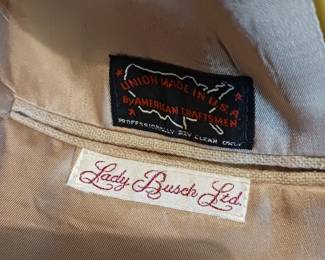 UNION MADE IN U.S.A.
By AMERICAN CRAFTSMEN
PROFESSIONALLY DRY CLEAN ONLY
Lady Busch Ltd.